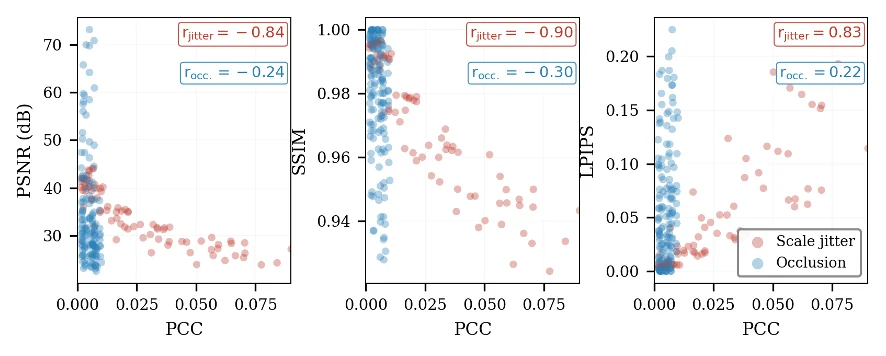 r_jitter = −0.84
r_occ. = −0.24
70
60
50
40
30
PSNR (dB)
0.000 0.025 0.050 0.075
PCC
r_jitter = −0.90
r_occ. = −0.30
1.00
0.98
0.96
0.94
SSIM
0.000 0.025 0.050 0.075
PCC
r_jitter = 0.83
r_occ. = 0.22
0.20
0.15
0.10
0.05
0.00
LPIPS
Scale jitter
Occlusion
0.000 0.025 0.050 0.075
PCC